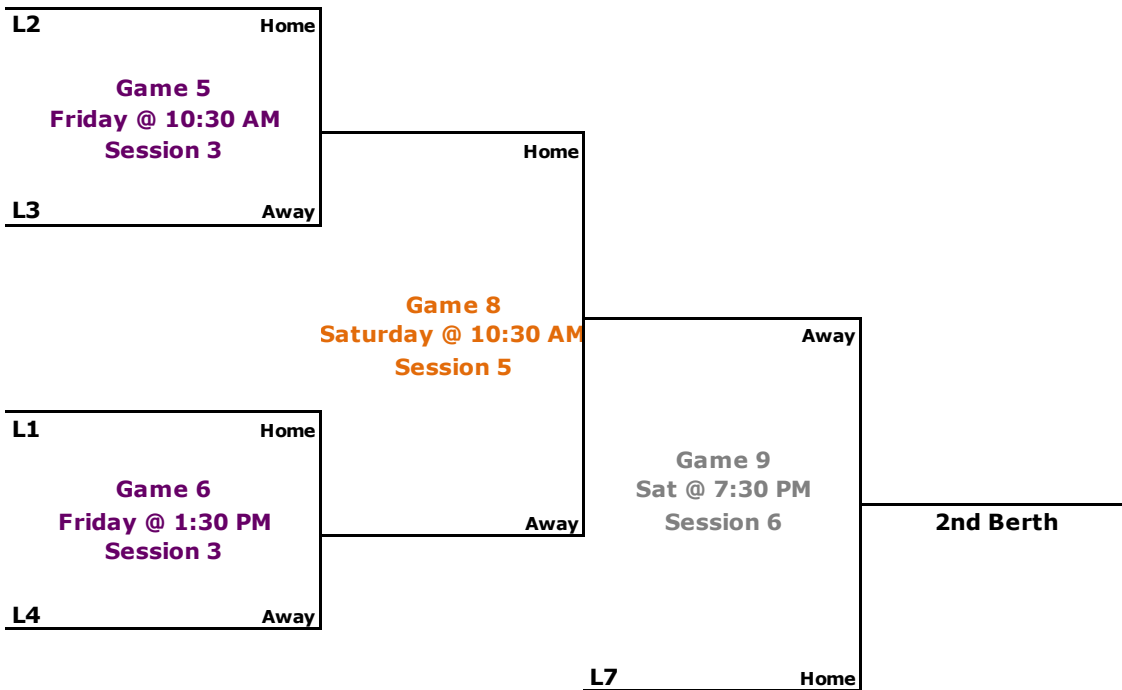 L2
Home
Game 5
Friday @ 10:30 AM
Session 3
L3
Away
Home
Game 8
Saturday @ 10:30 AM
Session 5
Away
L1
Home
Game 6
Friday @ 1:30 PM
Session 3
L4
Away
Away
Game 9
Sat @ 7:30 PM
Session 6
L7
Home
2nd Berth